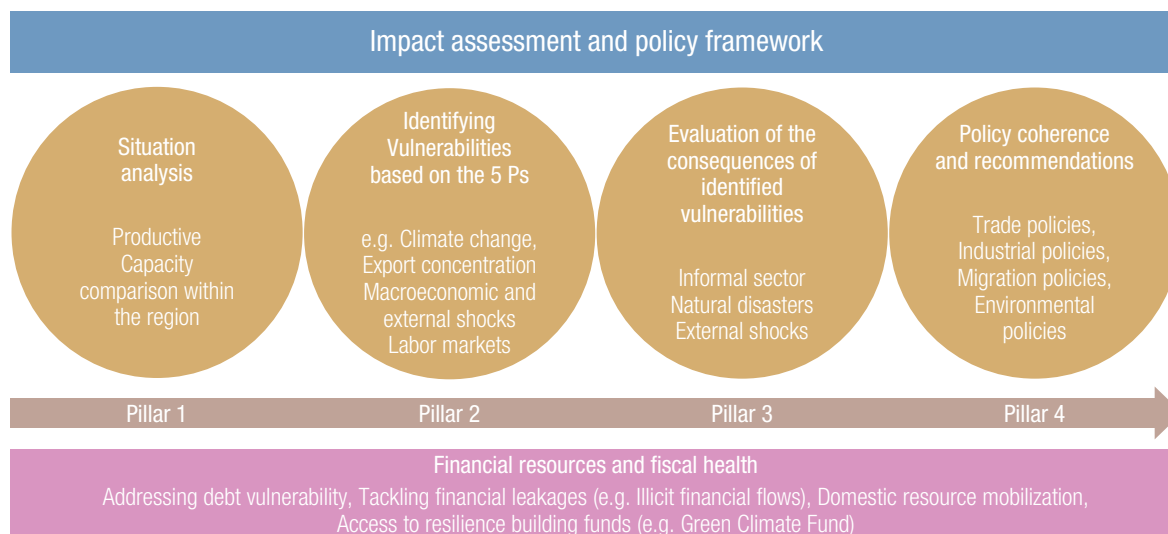 Impact assessment and policy framework
Situation
analysis
Productive
Capacity
comparison within
the region
Identifying
Vulnerabilities
based on the 5 Ps
e.g. Climate change,
Export concentration
Macroeconomic and
external shocks
Labor markets
Evaluation of the
consequences of
identified
vulnerabilities
Informal sector
Natural disasters
External shocks
Policy coherence
and recommendations
Trade policies,
Industrial policies,
Migration policies,
Environmental
policies
Pillar 1
Pillar 2
Pillar 3
Pillar 4
Financial resources and fiscal health
Addressing debt vulnerability, Tackling financial leakages (e.g. Illicit financial flows), Domestic resource mobilization,
Access to resilience building funds (e.g. Green Climate Fund)